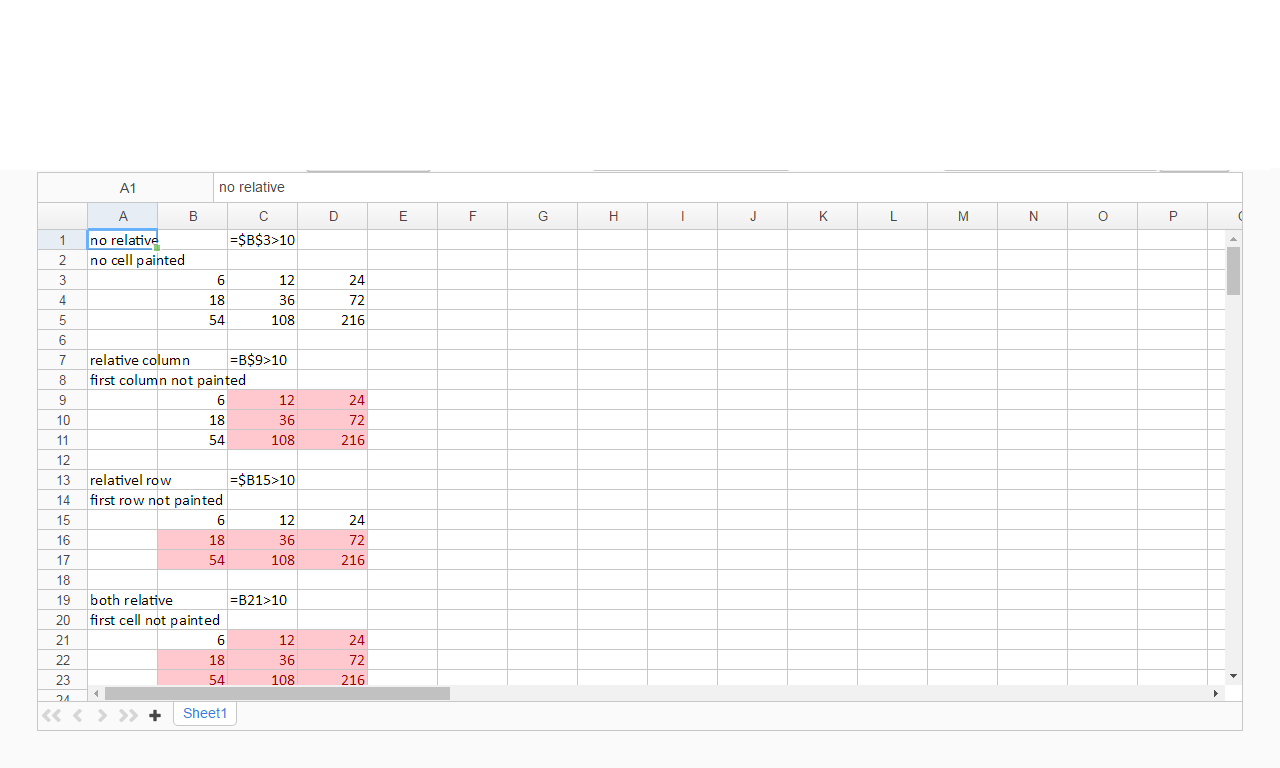 A1 no relative
A B C D E F G H I J K L M N O P
1 no relative =$B$3>10
2 no cell painted
3 6 12 24
4 18 36 72
5 54 108 216
6
7 relative column =B$9>10
8 first column not painted
9 6 12 24
10 18 36 72
11 54 108 216
12
13 relativel row =$B15>10
14 first row not painted
15 6 12 24
16 18 36 72
17 54 108 216
18
19 both relative =B21>10
20 first cell not painted
21 6 12 24
22 18 36 72
23 54 108 216
24
Sheet1